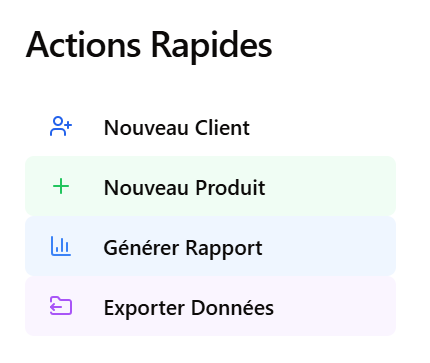 Actions Rapides
Nouveau Client
Nouveau Produit
Générer Rapport
Exporter Données